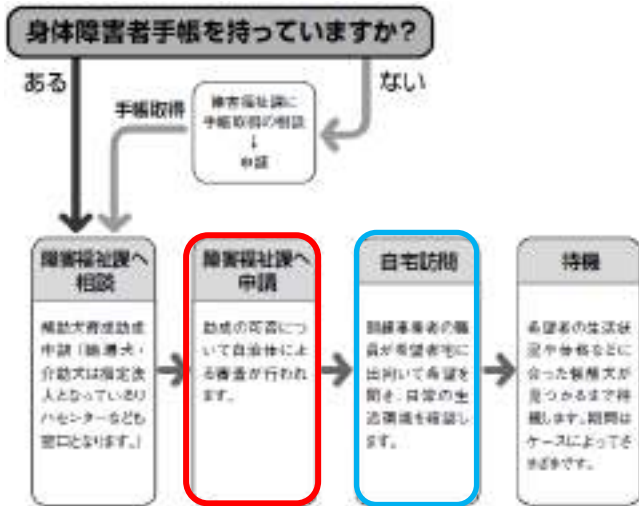 身体障害者手帳を持っていますか？
ある
ない
手帳取得
障害福祉課に
手帳取得の相談
↓
申請
障害福祉課へ
相談
補助犬育成助成
申請（聴導犬・
介助犬は指定法
人となっているリ
ハセンターなども
窓口となります。）
障害福祉課へ
申請
助成の可否につ
いて自治体によ
る審査が行われ
ます。
自宅訪問
訓練事業者の職
員が希望者宅に
出向いて希望を
聞き、日常の生
活環境を確認し
ます。
待機
希望者の生活状
況や性格などに
合った候補犬が
見つかるまで待
機します。期間は
ケースによってさ
まざまです。